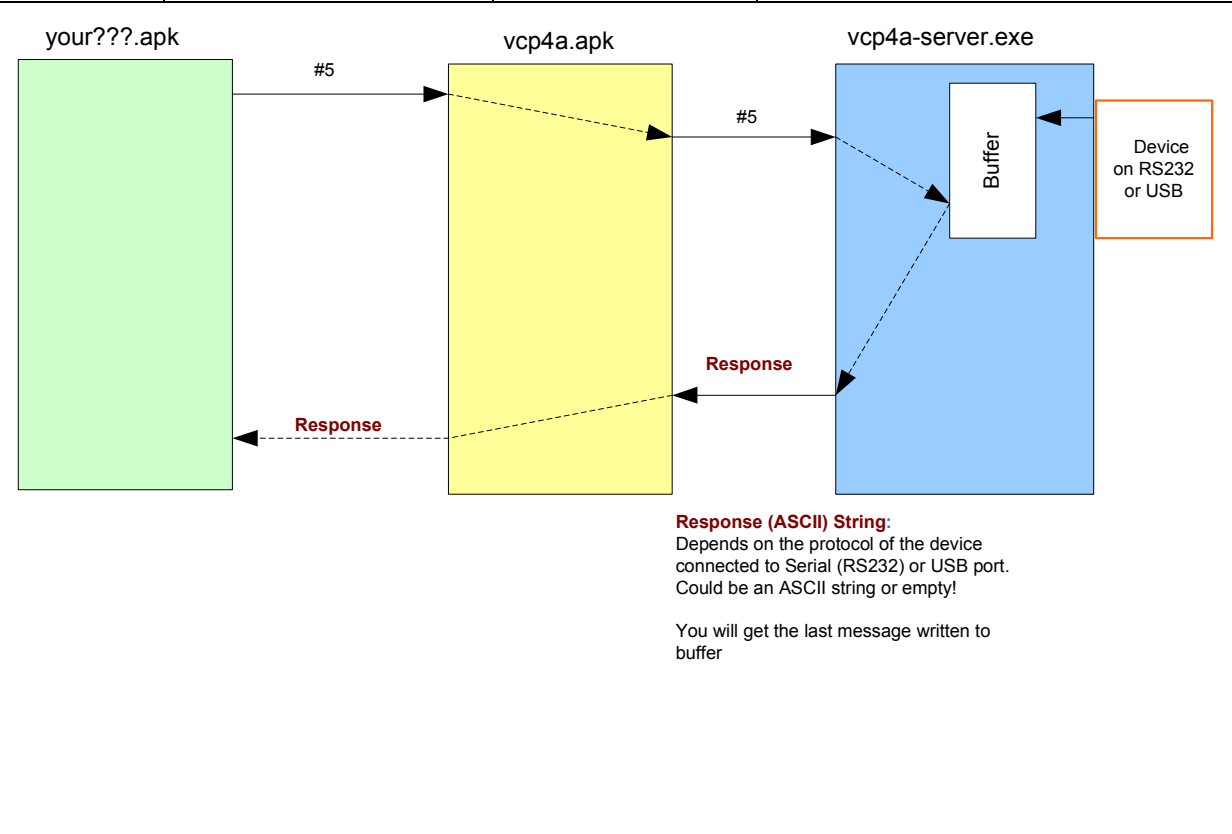 your???.apk
vcp4a.apk
vcp4a-server.exe
#5
#5
Buffer
Device
on RS232
or USB
Response
Response
Response (ASCII) String:
Depends on the protocol of the device
connected to Serial (RS232) or USB port.
Could be an ASCII string or empty!
You will get the last message written to
buffer